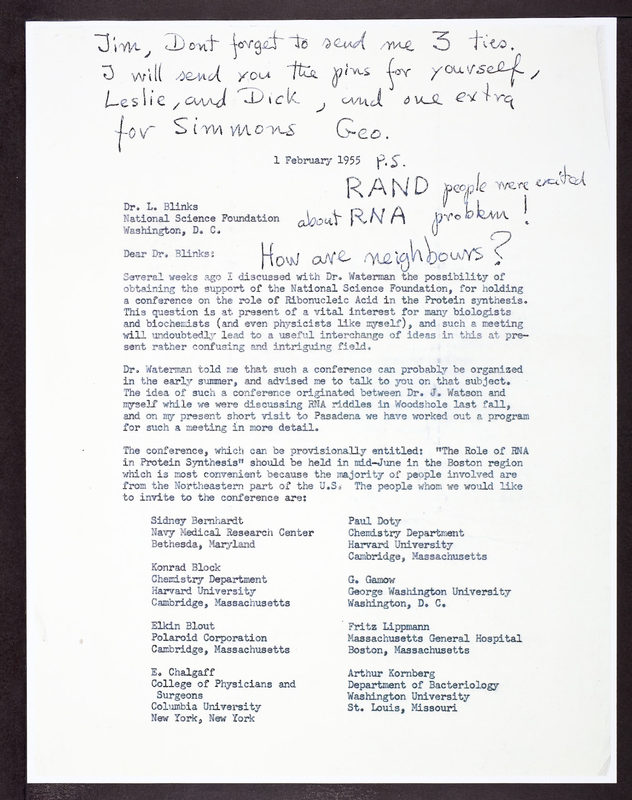 Jim, Dont forget to send me 3 ties.
I will send you the pins for yourself,
Leslie, and Dick, and one extra
for Simmons Geo.
1 February 1955 P.S.
RAND people were excited
about RNA problem!
How are neighbours?
Dr. L. Blinks
National Science Foundation
Washington, D. C.
Dear Dr. Blinks:
Several weeks ago I discussed with Dr. Waterman the possibility of
obtaining the support of the National Science Foundation, for holding
a conference on the role of Ribonucleic Acid in the Protein synthesis.
This question is at present of a vital interest for many biologists
and biochemists (and even physicists like myself), and such a meeting
will undoubtedly lead to a useful interchange of ideas in this at pre-
sent rather confusing and intriguing field.
Dr. Waterman told me that such a conference can probably be organized
in the early summer, and advised me to talk to you on that subject.
The idea of such a conference originated between Dr. J. Watson and
myself while we were discussing RNA riddles in Woodshole last fall,
and on my present short visit to Pasadena we have worked out a program
for such a meeting in more detail.
The conference, which can be provisionally entitled: "The Role of RNA
in Protein Synthesis" should be held in mid-June in the Boston region
which is most convenient because the majority of people involved are
from the Northeastern part of the U.S. The people whom we would like
to invite to the conference are:
Sidney Bernhardt
Navy Medical Research Center
Bethesda, Maryland
Konrad Block
Chemistry Department
Harvard University
Cambridge, Massachusetts
Elkin Blout
Polaroid Corporation
Cambridge, Massachusetts
E. Chalgaff
College of Physicians and
Surgeons
Columbia University
New York, New York
Paul Doty
Chemistry Department
Harvard University
Cambridge, Massachusetts
G. Gamow
George Washington University
Washington, D. C.
Fritz Lippmann
Massachusetts General Hospital
Boston, Massachusetts
Arthur Kornberg
Department of Bacteriology
Washington University
St. Louis, Missouri